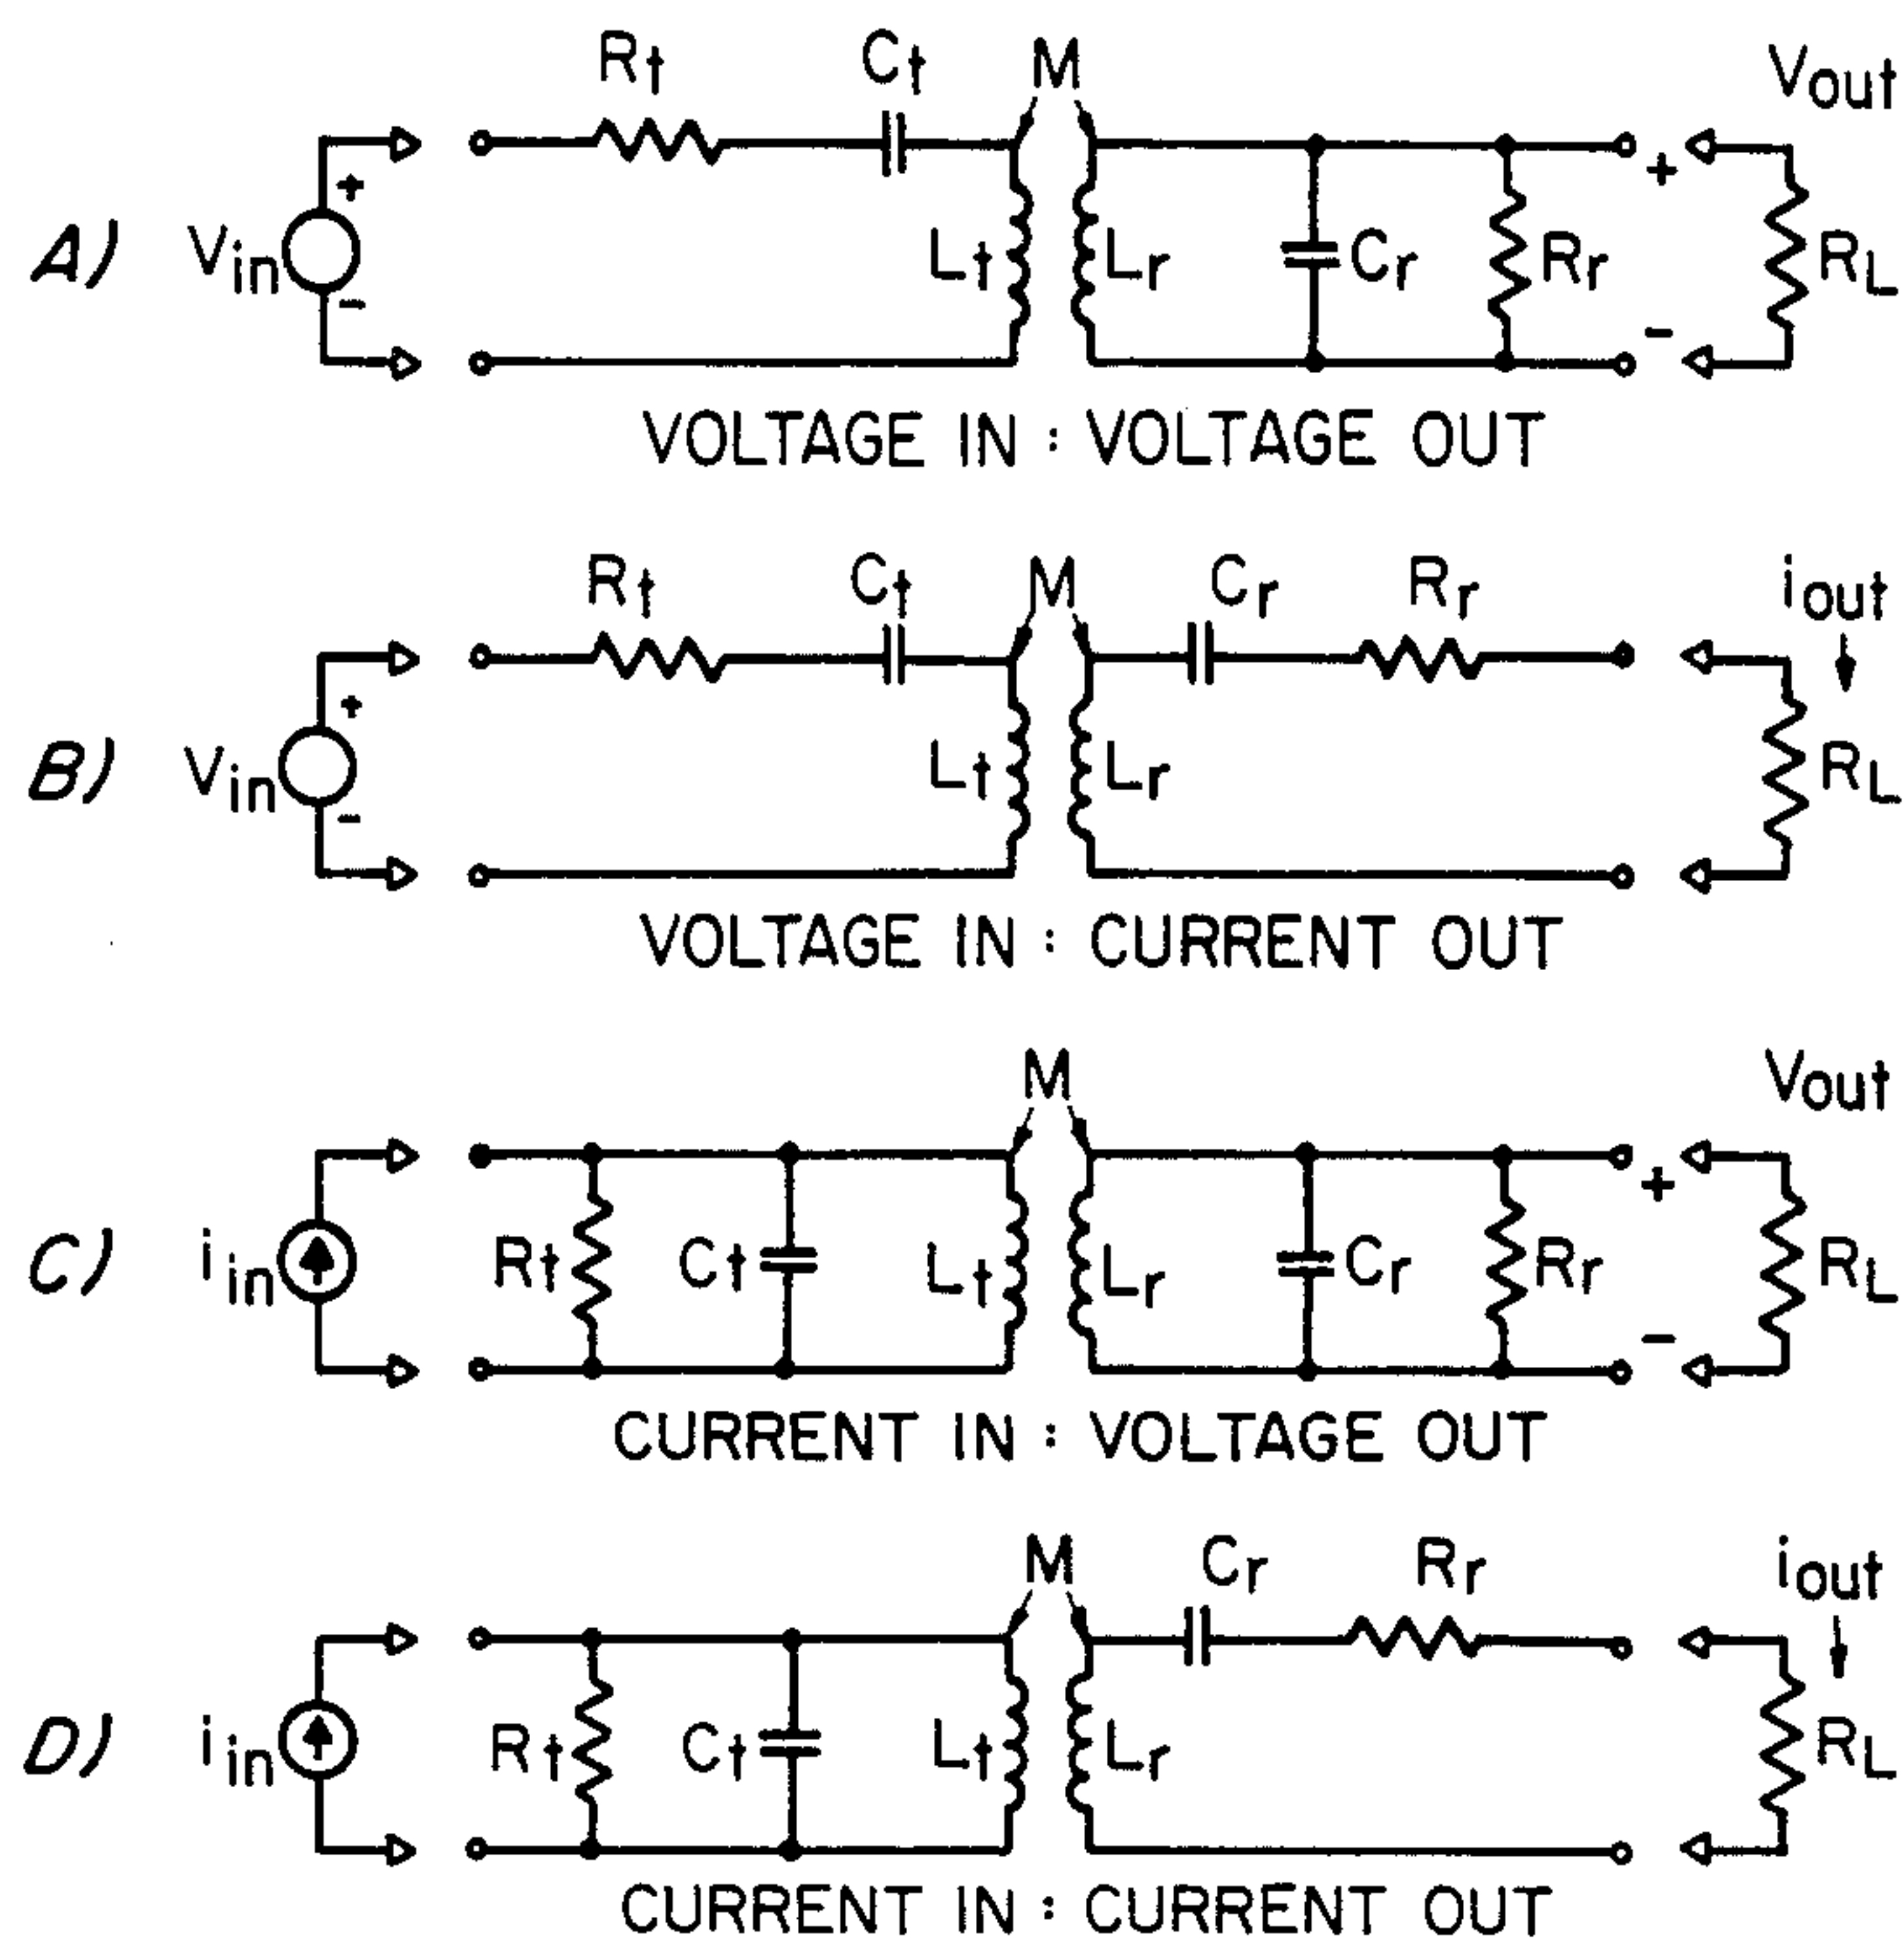 Rt Ct M Vout
A) Vin + - Lt Lr Cr Rr + - RL
VOLTAGE IN : VOLTAGE OUT
Rt Ct M Cr Rr iout
B) Vin + - Lt Lr RL
VOLTAGE IN : CURRENT OUT
M Vout
C) iin Rt Ct Lt Lr Cr Rr + - RL
CURRENT IN : VOLTAGE OUT
M Cr Rr iout
D) iin Rt Ct Lt Lr RL
CURRENT IN : CURRENT OUT